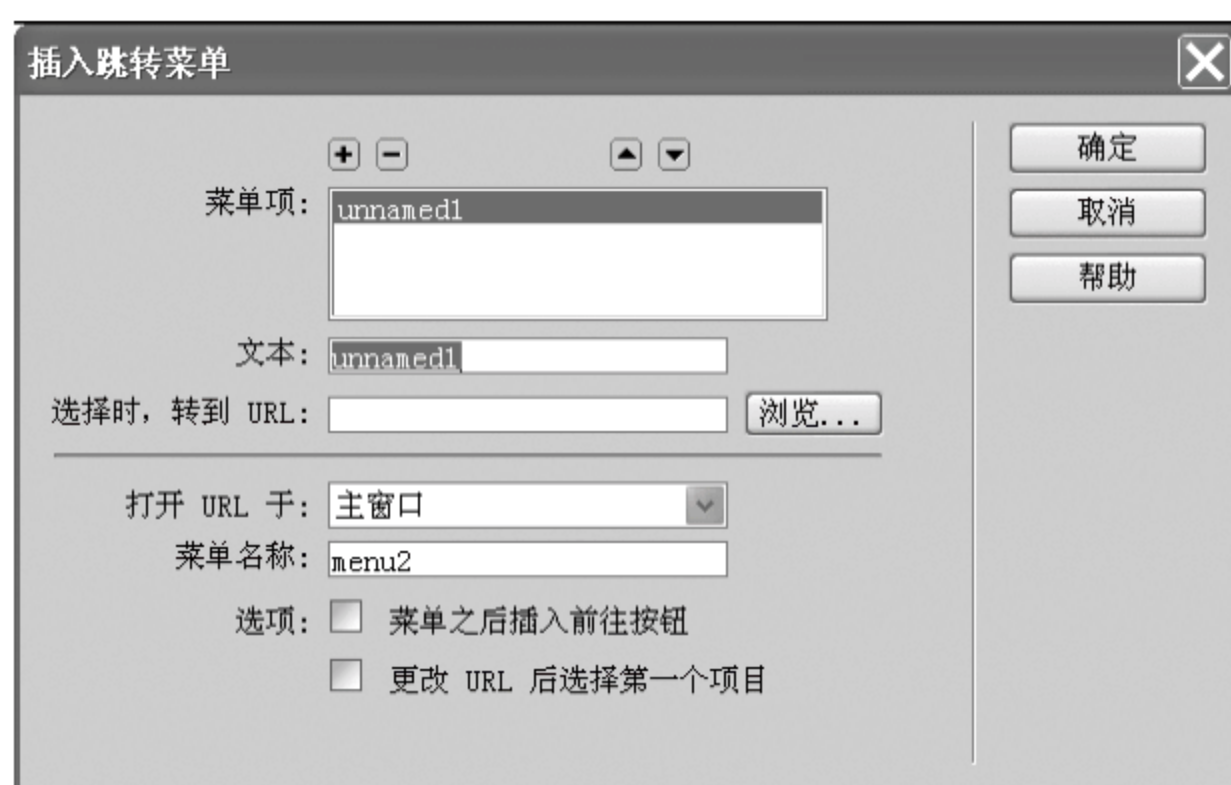 插入跳转菜单
确定
菜单项: unnamed1
取消
帮助
文本: unnamed1
选择时，转到 URL: 浏览...
打开 URL 于: 主窗口
菜单名称: menu2
选项: 菜单之后插入前往按钮
更改 URL 后选择第一个项目